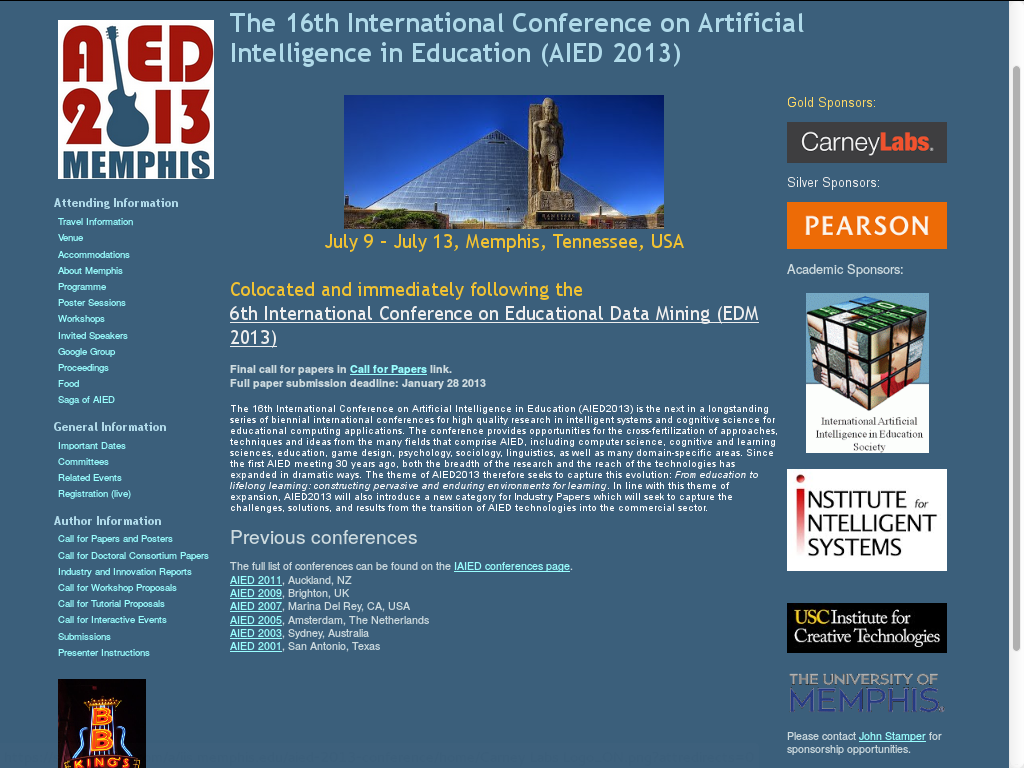 The 16th International Conference on Artificial
Intelligence in Education (AIED 2013)
AIED
2013
MEMPHIS
Attending Information
Travel Information
Venue
Accommodations
About Memphis
Programme
Poster Sessions
Workshops
Invited Speakers
Google Group
Proceedings
Food
Saga of AIED
General Information
Important Dates
Committees
Related Events
Registration (live)
Author Information
Call for Papers and Posters
Call for Doctoral Consortium Papers
Industry and Innovation Reports
Call for Workshop Proposals
Call for Tutorial Proposals
Call for Interactive Events
Submissions
Presenter Instructions
BB
KING'S
July 9 - July 13, Memphis, Tennessee, USA
Colocated and immediately following the
6th International Conference on Educational Data Mining (EDM
2013)
Final call for papers in Call for Papers link.
Full paper submission deadline: January 28 2013
The 16th International Conference on Artificial Intelligence in Education (AIED2013) is the next in a longstanding
series of biennial international conferences for high quality research in intelligent systems and cognitive science for
educational computing applications. The conference provides opportunities for the cross-fertilization of approaches,
techniques and ideas from the many fields that comprise AIED, including computer science, cognitive and learning
sciences, education, game design, psychology, sociology, linguistics, as well as many domain-specific areas. Since
the first AIED meeting 30 years ago, both the breadth of the research and the reach of the technologies has
expanded in dramatic ways. The theme of AIED2013 therefore seeks to capture this evolution: From education to
lifelong learning: constructing pervasive and enduring environments for learning. In line with this theme of
expansion, AIED2013 will also introduce a new category for Industry Papers which will seek to capture the
challenges, solutions, and results from the transition of AIED technologies into the commercial sector.
Previous conferences
The full list of conferences can be found on the IAIED conferences page.
AIED 2011, Auckland, NZ
AIED 2009, Brighton, UK
AIED 2007, Marina Del Rey, CA, USA
AIED 2005, Amsterdam, The Netherlands
AIED 2003, Sydney, Australia
AIED 2001, San Antonio, Texas
Gold Sponsors:
CarneyLabs.
Silver Sponsors:
PEARSON
Academic Sponsors:
International Artificial
Intelligence in Education
Society
INSTITUTE for
INTELLIGENT
SYSTEMS
USC Institute for
Creative Technologies
THE UNIVERSITY OF
MEMPHIS.
Please contact John Stamper for
sponsorship opportunities.